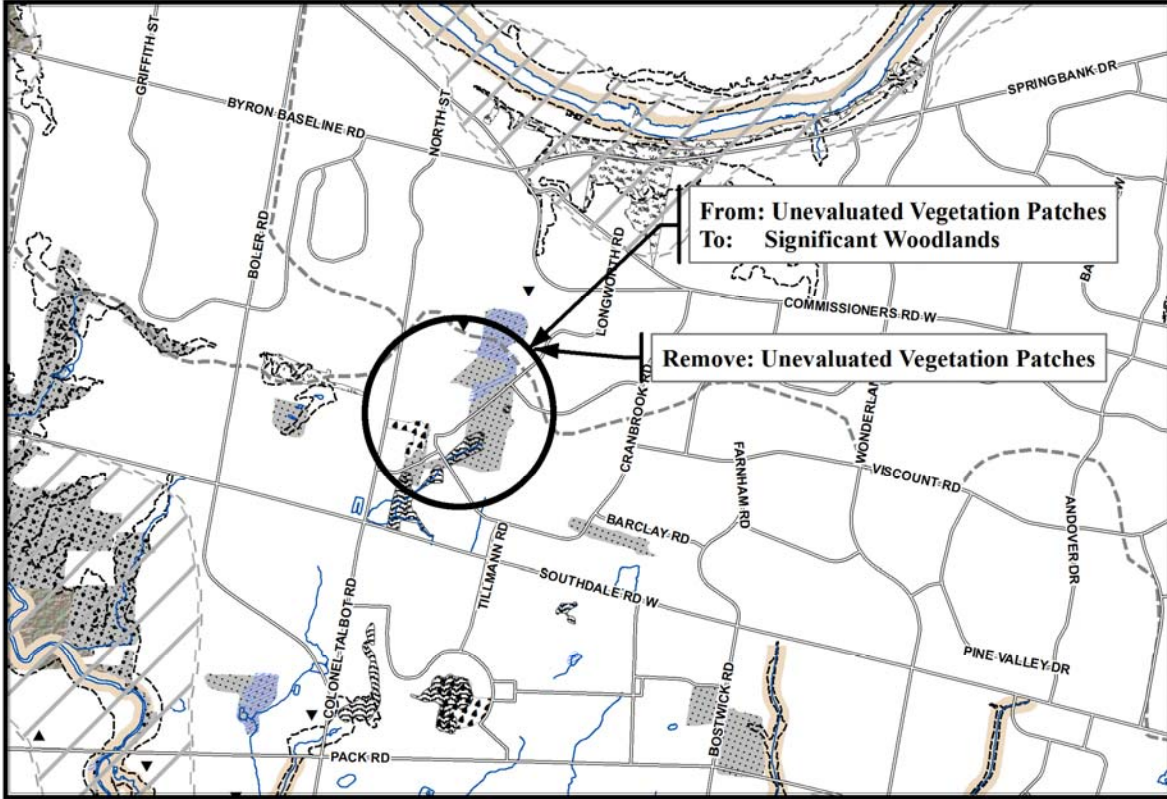 GRIFFITH ST
BYRON BASELINE RD
NORTH ST
SPRINGBANK DR
BOLER RD
From: Unevaluated Vegetation Patches
To: Significant Woodlands
LONGWORTH RD
COMMISSIONERS RD W
Remove: Unevaluated Vegetation Patches
CRANBROOK RD
FARNHAM RD
VISCOUNT RD
ANDOVER DR
BARCLAY RD
TILLMANN RD
SOUTHDALE RD W
COLONEL TALBOT RD
PINE VALLEY DR
BOSTWICK RD
PACK RD